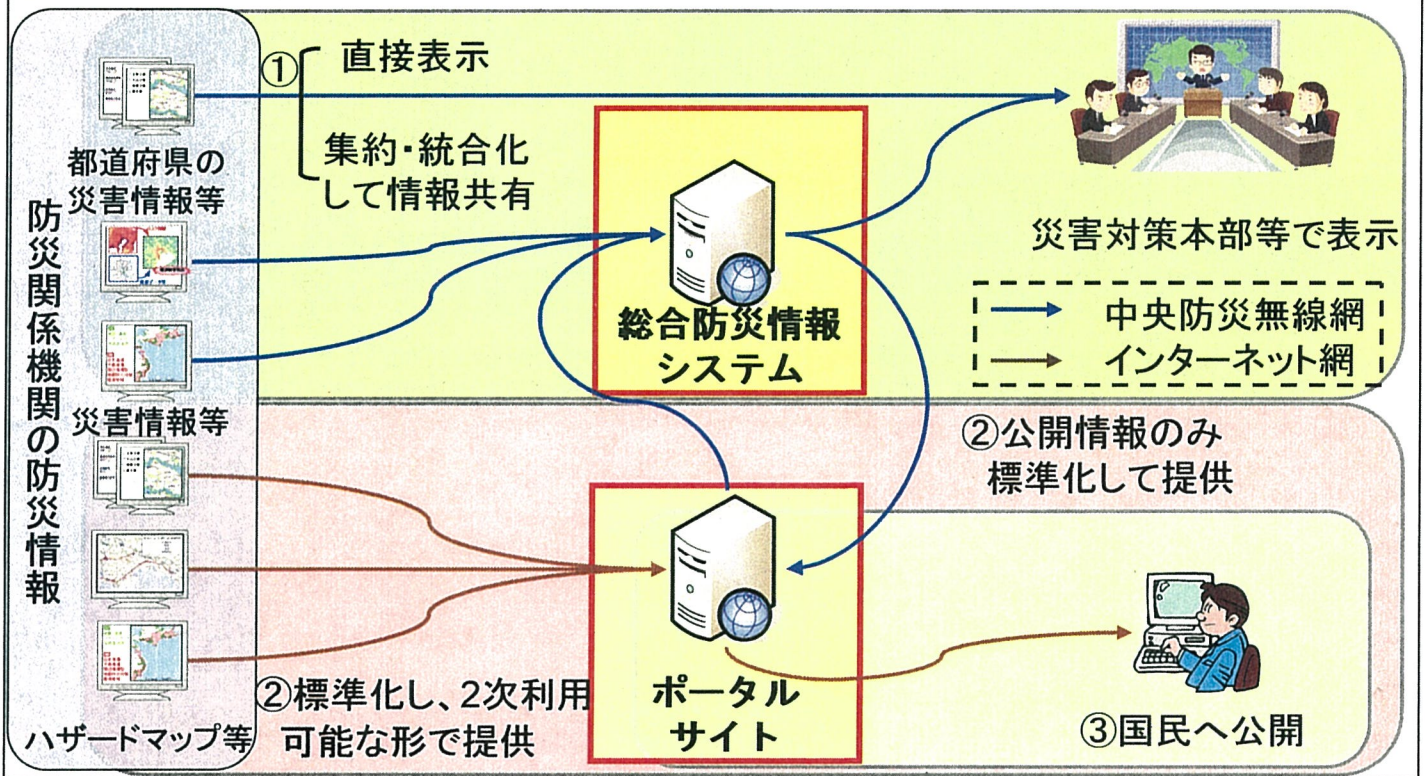 防災関係機関の防災情報
都道府県の
災害情報等
災害情報等
ハザードマップ等
①
直接表示
集約・統合化
して情報共有
総合防災情報
システム
災害対策本部等で表示
中央防災無線網
インターネット網
②公開情報のみ
標準化して提供
②標準化し、2次利用
可能な形で提供
ポータル
サイト
③国民へ公開